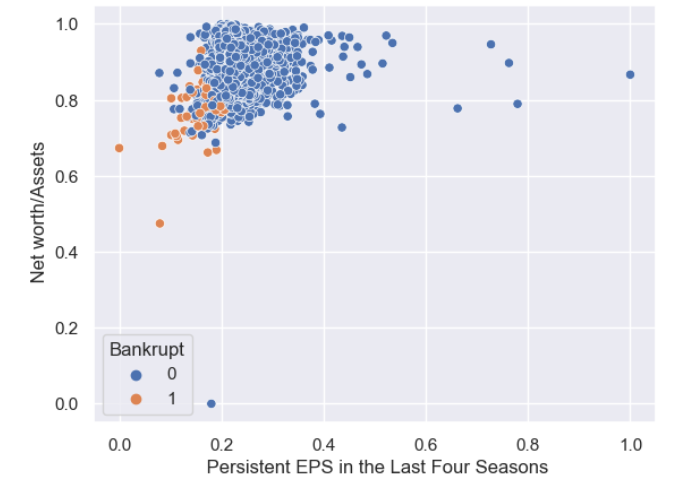 1.0
0.8
0.6
0.4
0.2
0.0
Net worth/Assets
Bankrupt
0
1
0.0 0.2 0.4 0.6 0.8 1.0
Persistent EPS in the Last Four Seasons